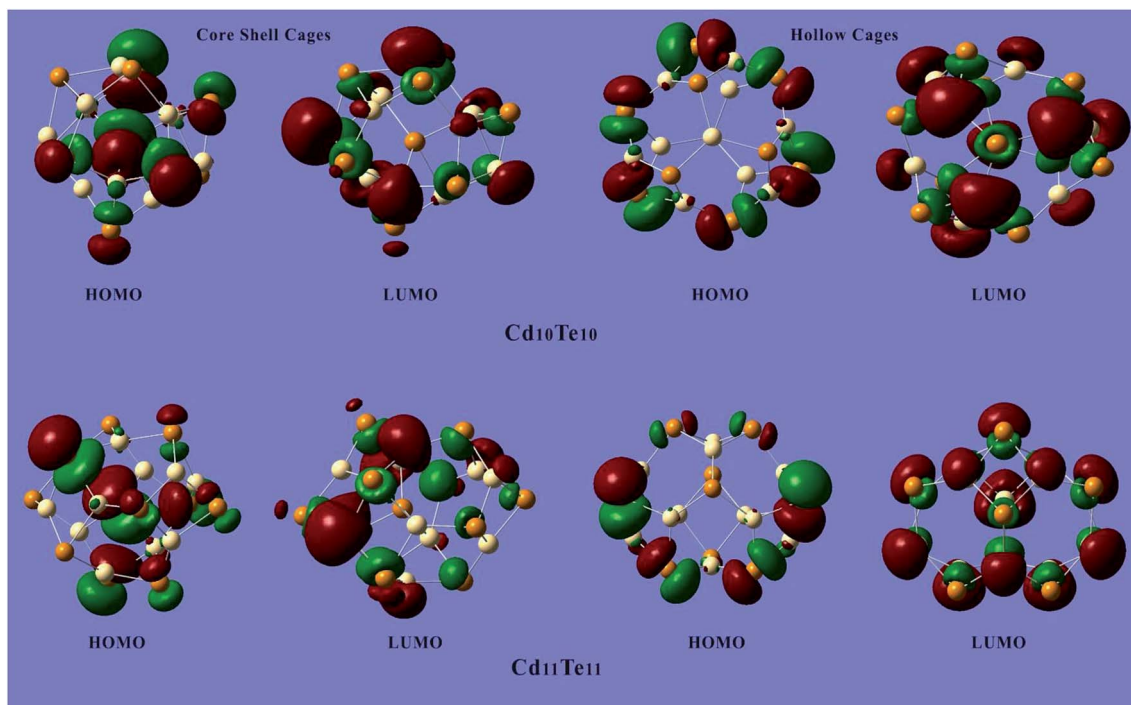 Core Shell Cages Hollow Cages
HOMO LUMO HOMO LUMO
Cd10Te10
HOMO LUMO HOMO LUMO
Cd11Te11